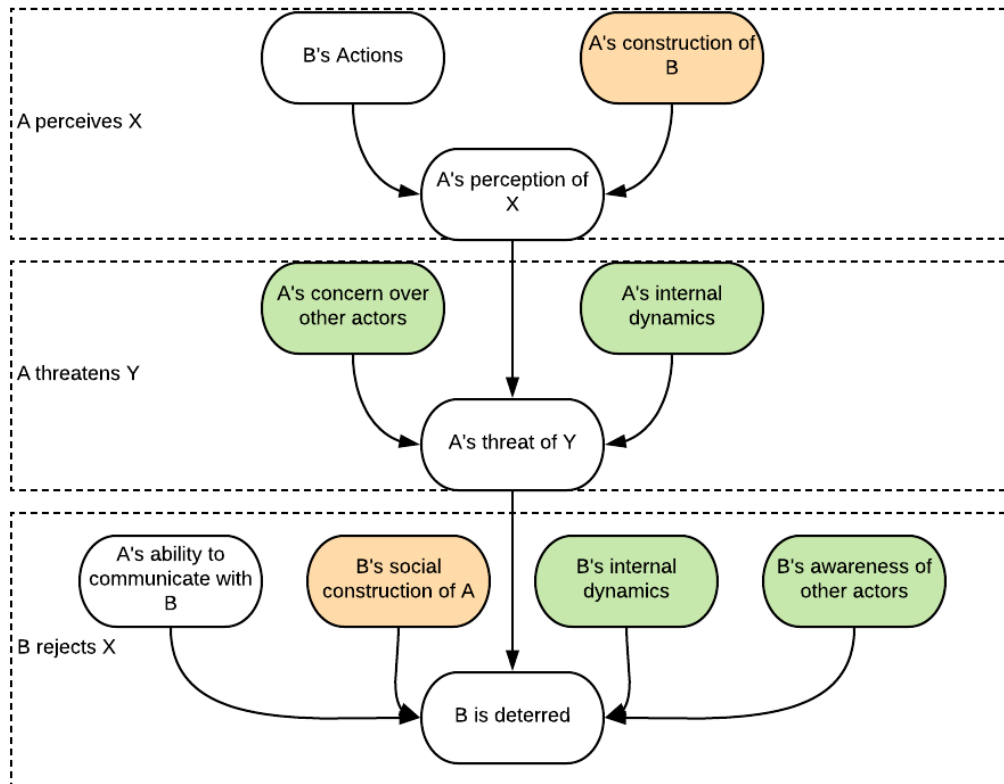 B's Actions
A's construction of
B
A perceives X
A's perception of
X
A's concern over
other actors
A's internal
dynamics
A threatens Y
A's threat of Y
A's ability to
communicate with
B
B's social
construction of A
B's internal
dynamics
B's awareness of
other actors
B rejects X
B is deterred